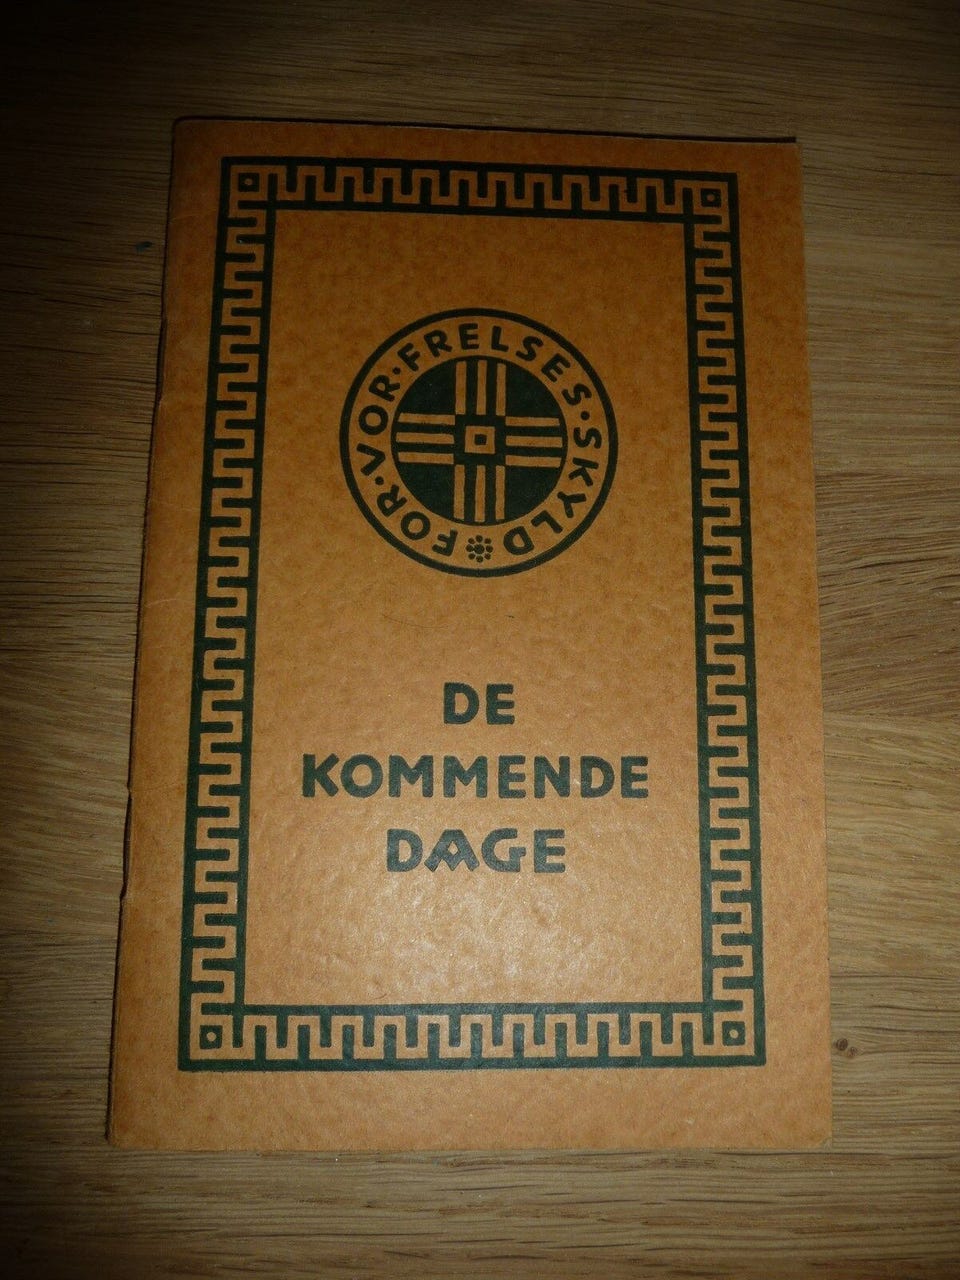 FOR · VOR · FRELSES · SKYLD
DE
KOMMENDE
DAGE